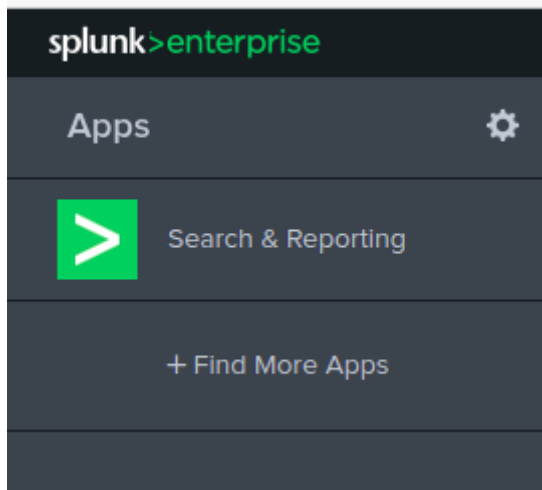 splunk>enterprise
Apps
Search & Reporting
+ Find More Apps